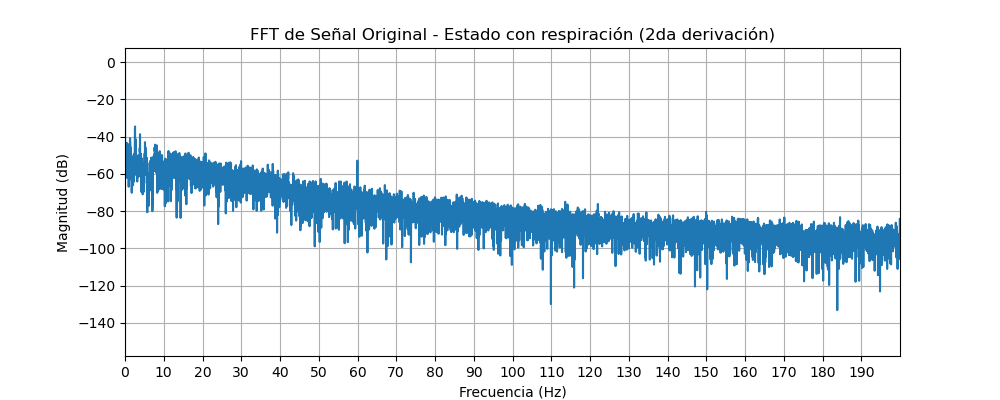 FFT de Señal Original - Estado con respiración (2da derivación)
0
−20
−40
−60
−80
−100
−120
−140
Magnitud (dB)
0 10 20 30 40 50 60 70 80 90 100 110 120 130 140 150 160 170 180 190
Frecuencia (Hz)